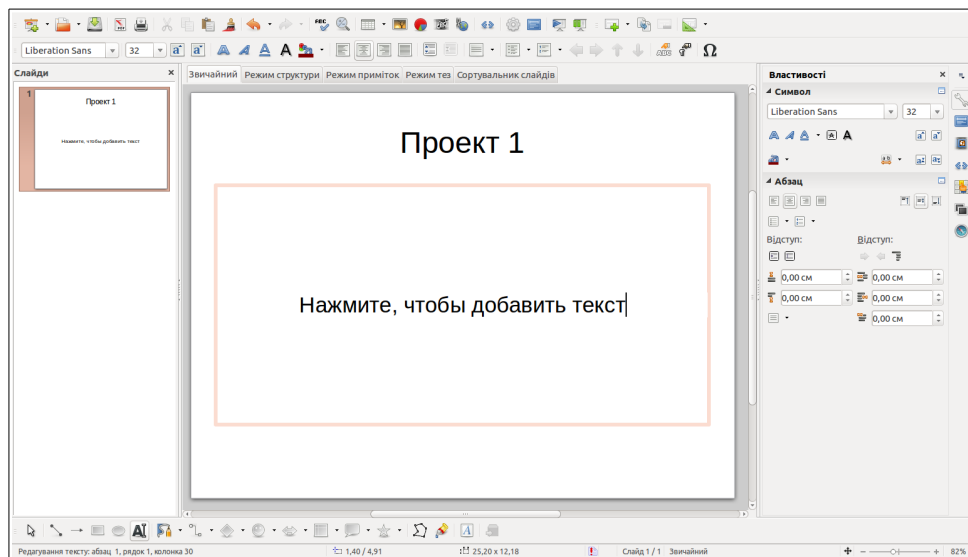 Liberation Sans
32
Слайди
Звичайний Режим структури Режим приміток Режим тез Сортувальник слайдів
1
Проект 1
Нажмите, чтобы добавить текст
Проект 1
Нажмите, чтобы добавить текст
Властивості
Символ
Liberation Sans 32
Абзац
Відступ: Відступ:
0,00 см 0,00 см
0,00 см 0,00 см
0,00 см
Редагування тексту: абзац 1, рядок 1, колонка 30 1,40 / 4,91 25,20 x 12,18 Слайд 1 / 1 Звичайний 82%